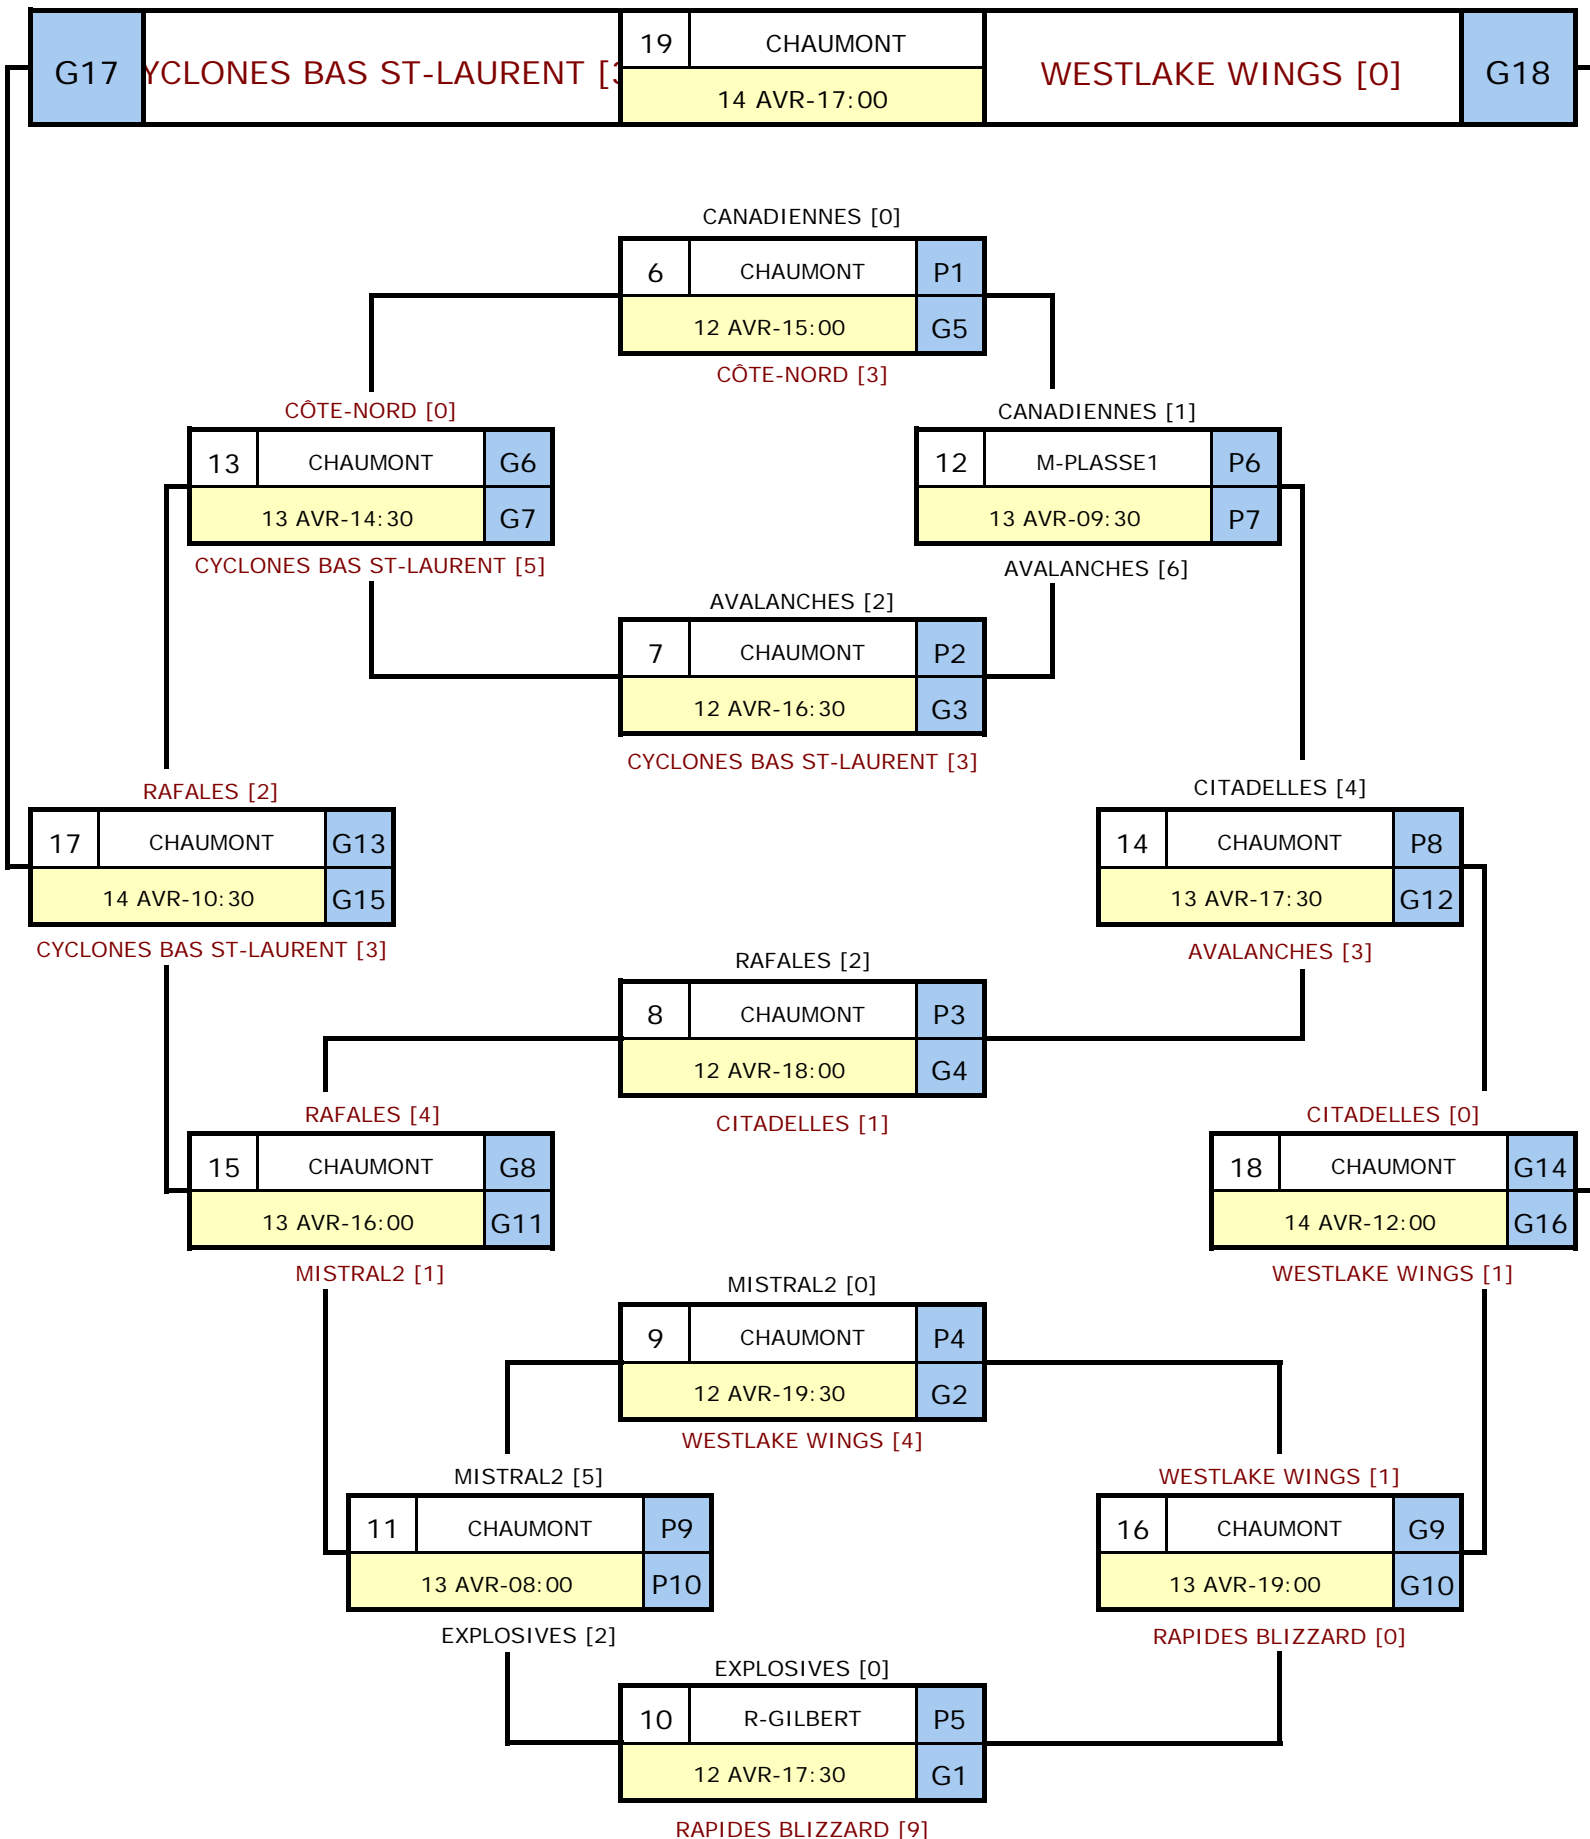 G17
YCLONES BAS ST-LAURENT [3
19
CHAUMONT
14 AVR-17:00
WESTLAKE WINGS [0]
G18
CANADIENNES [0]
6
CHAUMONT
P1
12 AVR-15:00
G5
CÔTE-NORD [3]
CÔTE-NORD [0]
13
CHAUMONT
G6
13 AVR-14:30
G7
CYCLONES BAS ST-LAURENT [5]
CANADIENNES [1]
12
M-PLASSE1
P6
13 AVR-09:30
P7
AVALANCHES [6]
AVALANCHES [2]
7
CHAUMONT
P2
12 AVR-16:30
G3
CYCLONES BAS ST-LAURENT [3]
RAFALES [2]
17
CHAUMONT
G13
14 AVR-10:30
G15
CYCLONES BAS ST-LAURENT [3]
CITADELLES [4]
14
CHAUMONT
P8
13 AVR-17:30
G12
AVALANCHES [3]
RAFALES [2]
8
CHAUMONT
P3
12 AVR-18:00
G4
CITADELLES [1]
RAFALES [4]
15
CHAUMONT
G8
13 AVR-16:00
G11
MISTRAL2 [1]
CITADELLES [0]
18
CHAUMONT
G14
14 AVR-12:00
G16
WESTLAKE WINGS [1]
MISTRAL2 [0]
9
CHAUMONT
P4
12 AVR-19:30
G2
WESTLAKE WINGS [4]
MISTRAL2 [5]
11
CHAUMONT
P9
13 AVR-08:00
P10
EXPLOSIVES [2]
WESTLAKE WINGS [1]
16
CHAUMONT
G9
13 AVR-19:00
G10
RAPIDES BLIZZARD [0]
EXPLOSIVES [0]
10
R-GILBERT
P5
12 AVR-17:30
G1
RAPIDES BLIZZARD [9]